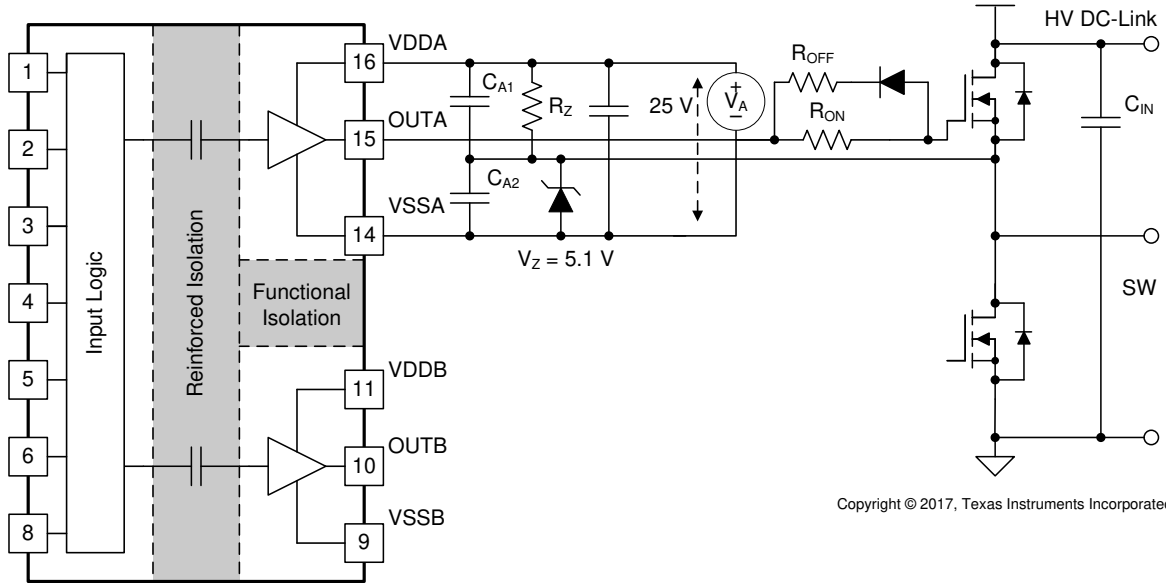 1
2
3
4
5
6
8
Input Logic
Reinforced Isolation
Functional
Isolation
VDDA
16
OUTA
15
VSSA
14
VDDB
11
OUTB
10
VSSB
9
CA1
RZ
CA2
VZ = 5.1 V
25 V
+
VA
–
ROFF
RON
HV DC-Link
CIN
SW
Copyright © 2017, Texas Instruments Incorporated